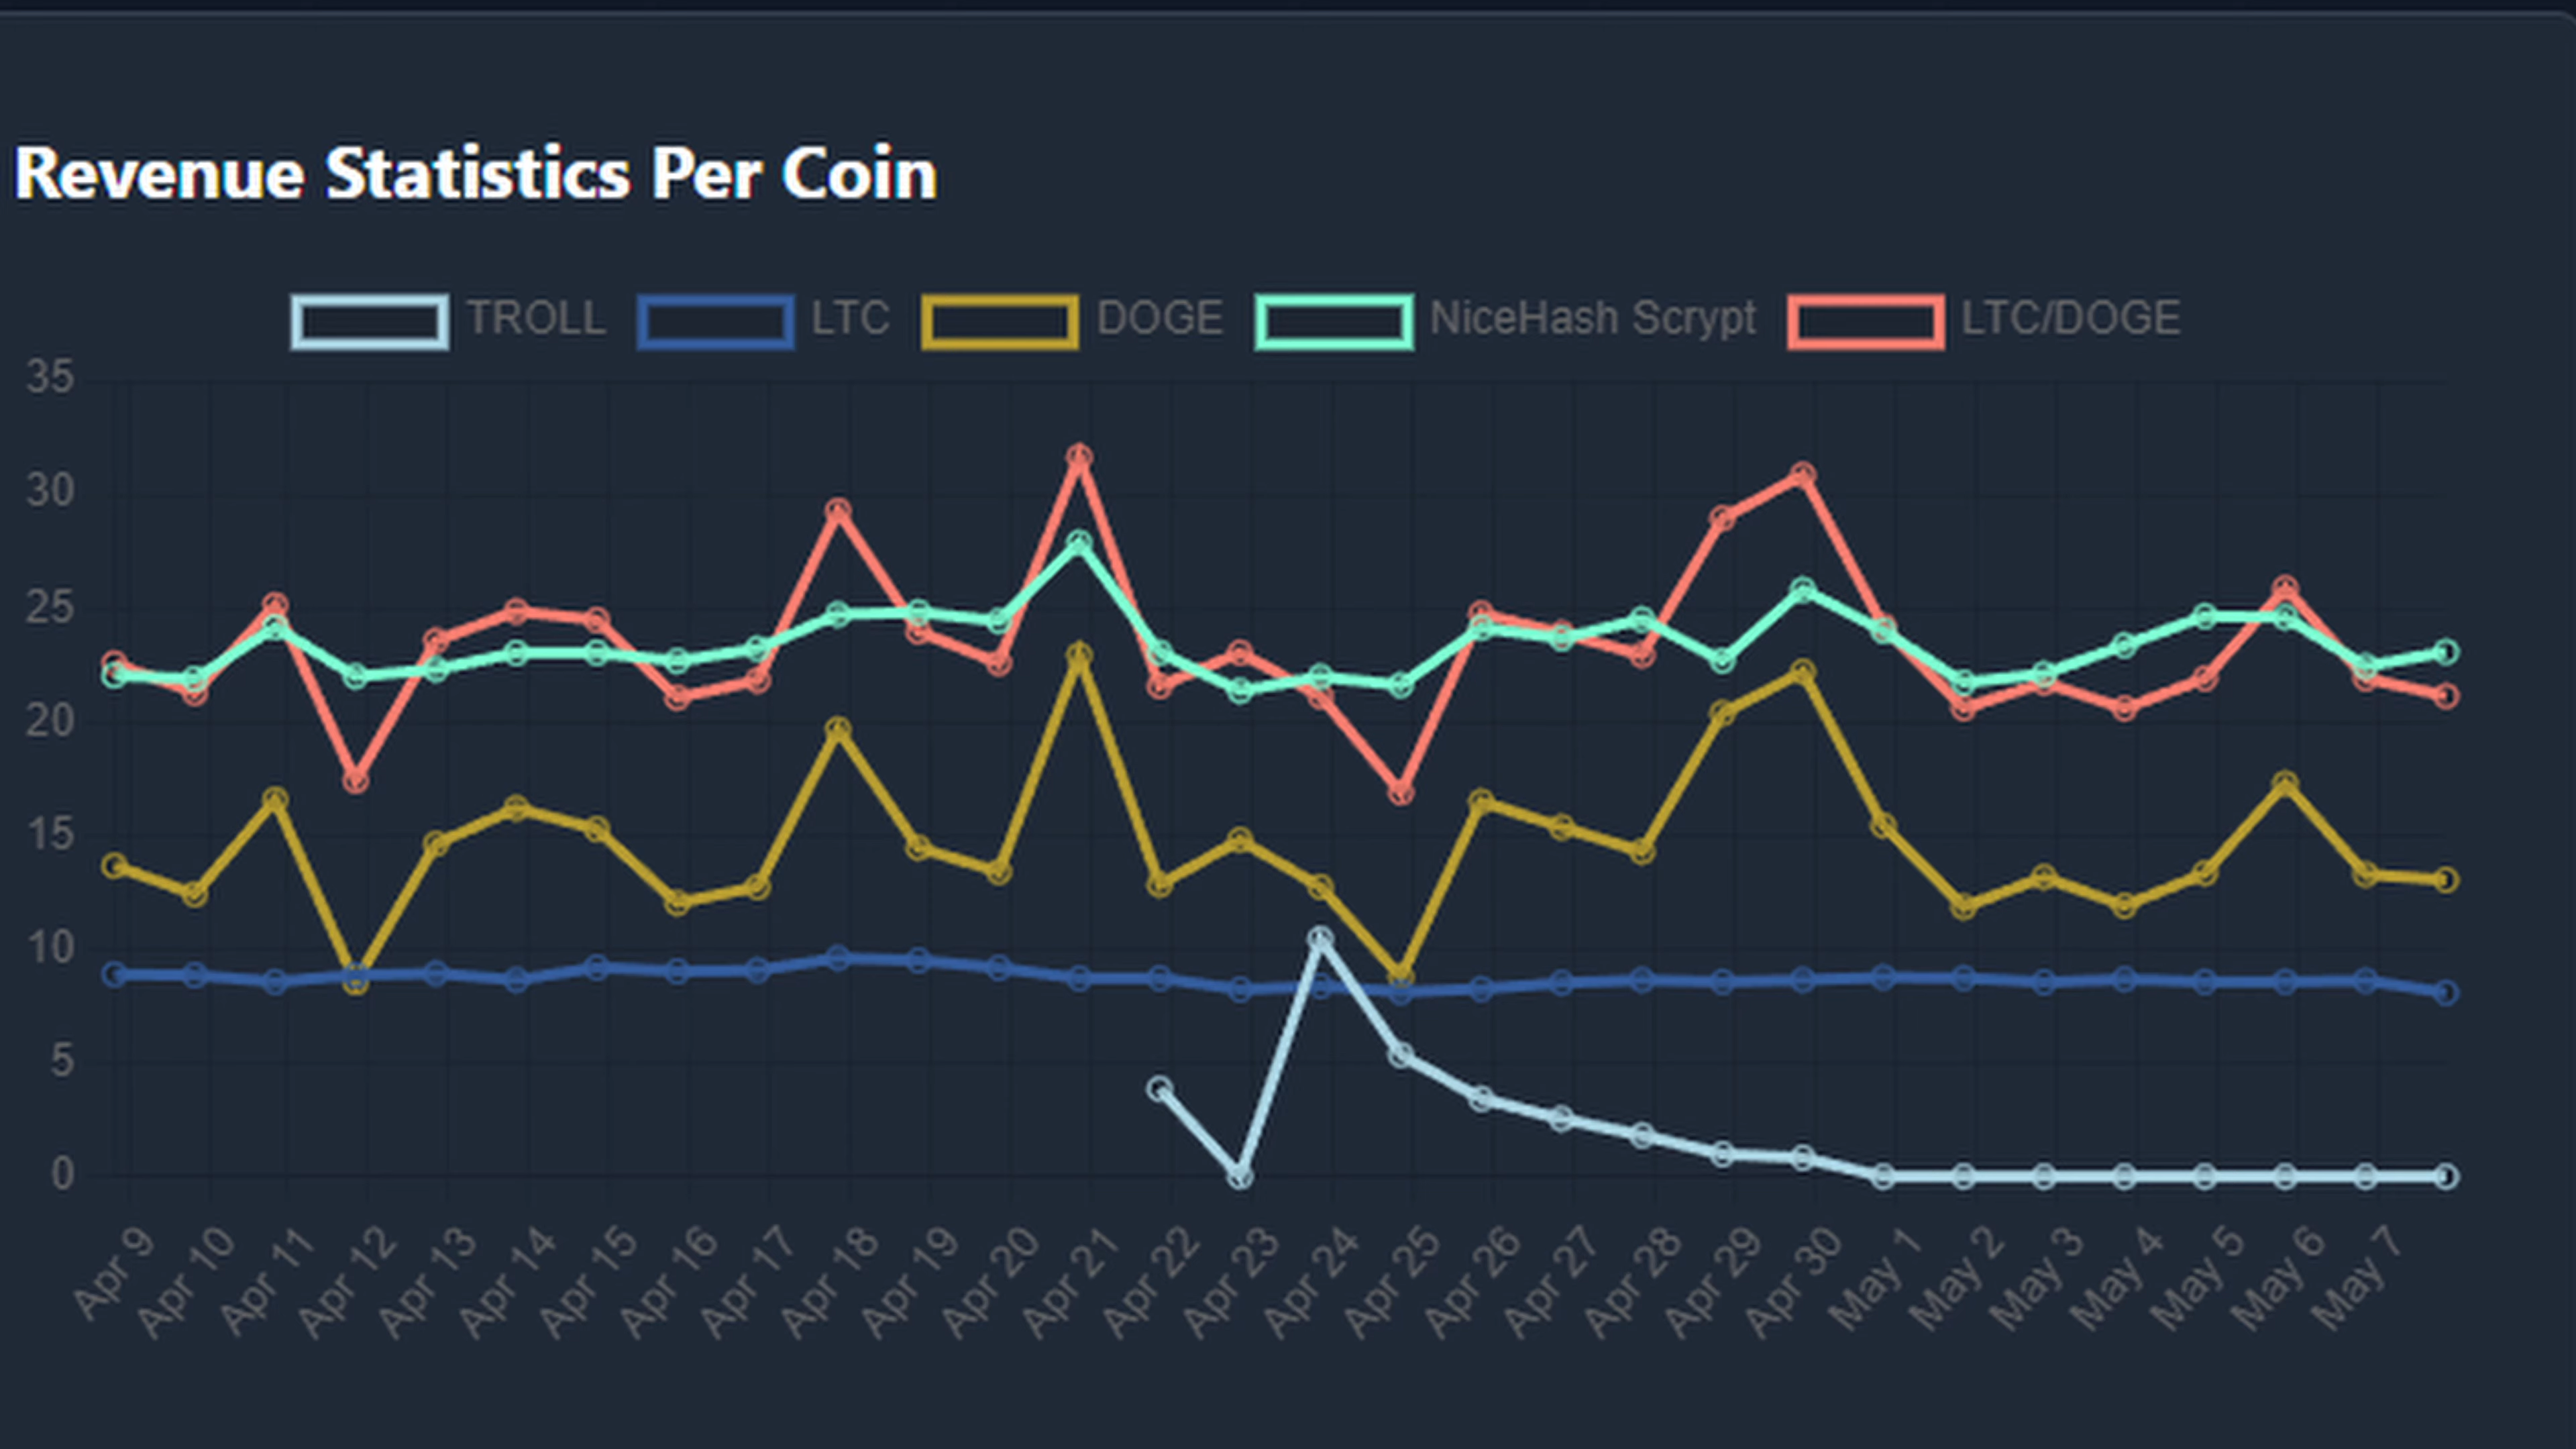 Revenue Statistics Per Coin
TROLL LTC DOGE NiceHash Scrypt LTC/DOGE
35
30
25
20
15
10
5
0
Apr 9 Apr 10 Apr 11 Apr 12 Apr 13 Apr 14 Apr 15 Apr 16 Apr 17 Apr 18 Apr 19 Apr 20 Apr 21 Apr 22 Apr 23 Apr 24 Apr 25 Apr 26 Apr 27 Apr 28 Apr 29 Apr 30 May 1 May 2 May 3 May 4 May 5 May 6 May 7